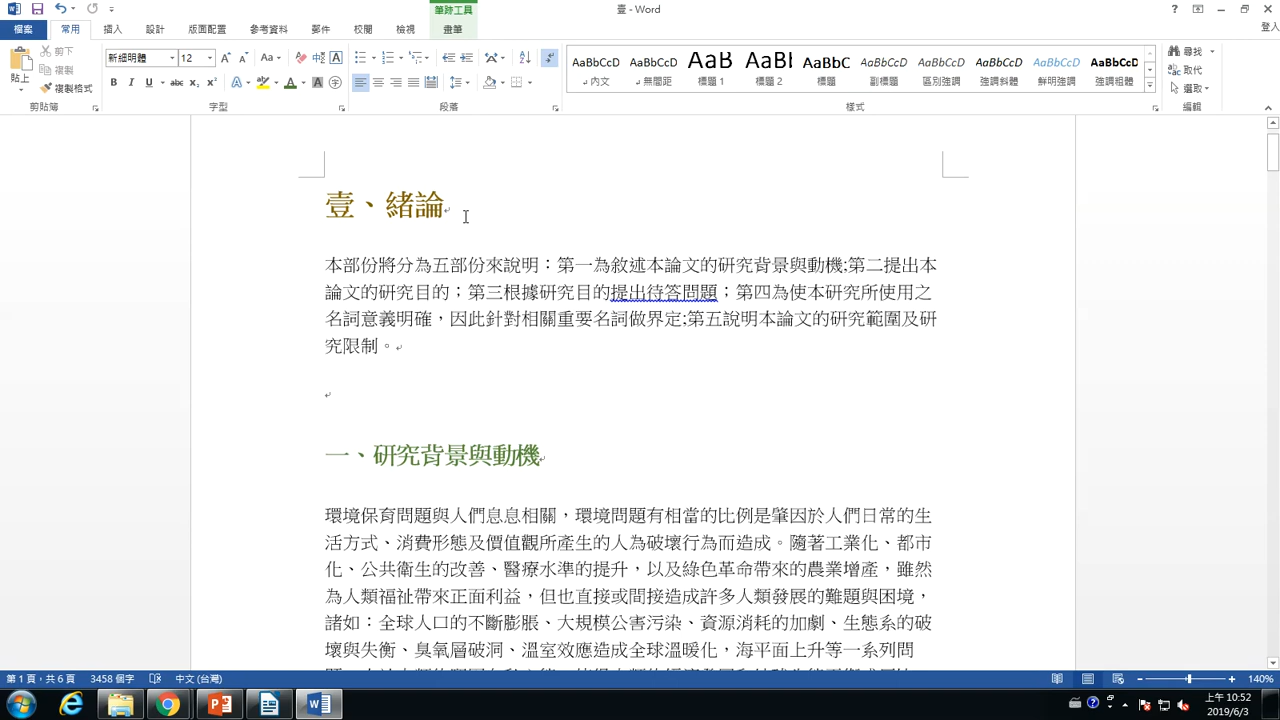 筆跡工具
壹 - Word
檔案 常用 插入 設計 版面配置 參考資料 郵件 校閱 檢視 畫筆
登入
貼上 剪下 複製 複製格式
新細明體 12
AaBbCcD AaBbCcD AaB AaBl AaBbC AaBbCcD AaBbCcD AaBbCcD AaBbCcD AaBbCcD
內文 無間距 標題 1 標題 2 標題 副標題 區別強調 強調斜體 鮮明強調 強調粗體
尋找 取代 選取
剪貼簿 字型 段落 樣式 編輯
壹、緒論
本部份將分為五部份來說明：第一為敘述本論文的研究背景與動機;第二提出本
論文的研究目的；第三根據研究目的提出待答問題；第四為使本研究所使用之
名詞意義明確，因此針對相關重要名詞做界定;第五說明本論文的研究範圍及研
究限制。
一、研究背景與動機
環境保育問題與人們息息相關，環境問題有相當的比例是肇因於人們日常的生
活方式、消費形態及價值觀所產生的人為破壞行為而造成。隨著工業化、都市
化、公共衛生的改善、醫療水準的提升，以及綠色革命帶來的農業增產，雖然
為人類福祉帶來正面利益，但也直接或間接造成許多人類發展的難題與困境，
諸如：全球人口的不斷膨脹、大規模公害污染、資源消耗的加劇、生態系的破
壞與失衡、臭氧層破洞、溫室效應造成全球溫暖化，海平面上升等一系列問
第 1 頁，共 6 頁 3458 個字 中文 (台灣) 140%
上午 10:52
2019/6/3